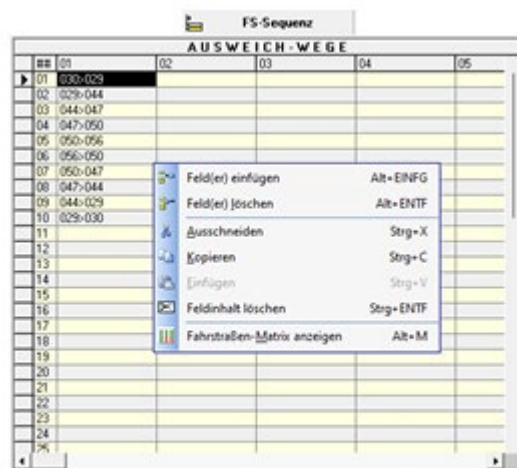 FS-Sequenz
AUSWEICH-WEGE
## 01 02 03 04 05
01 030>029
02 029>044
03 044>047
04 047>050
05 050>056
06 056>050
07 050>047
08 047>044
09 044>029
10 029>030
11
12
13
14
15
16
17
18
19
20
21
22
23
24
25
Feld(er) einfügen Alt+EINFG
Feld(er) löschen Alt+ENTF
Ausschneiden Strg+X
Kopieren Strg+C
Einfügen Strg+V
Feldinhalt löschen Strg+ENTF
Fahrstraßen-Matrix anzeigen Alt+M